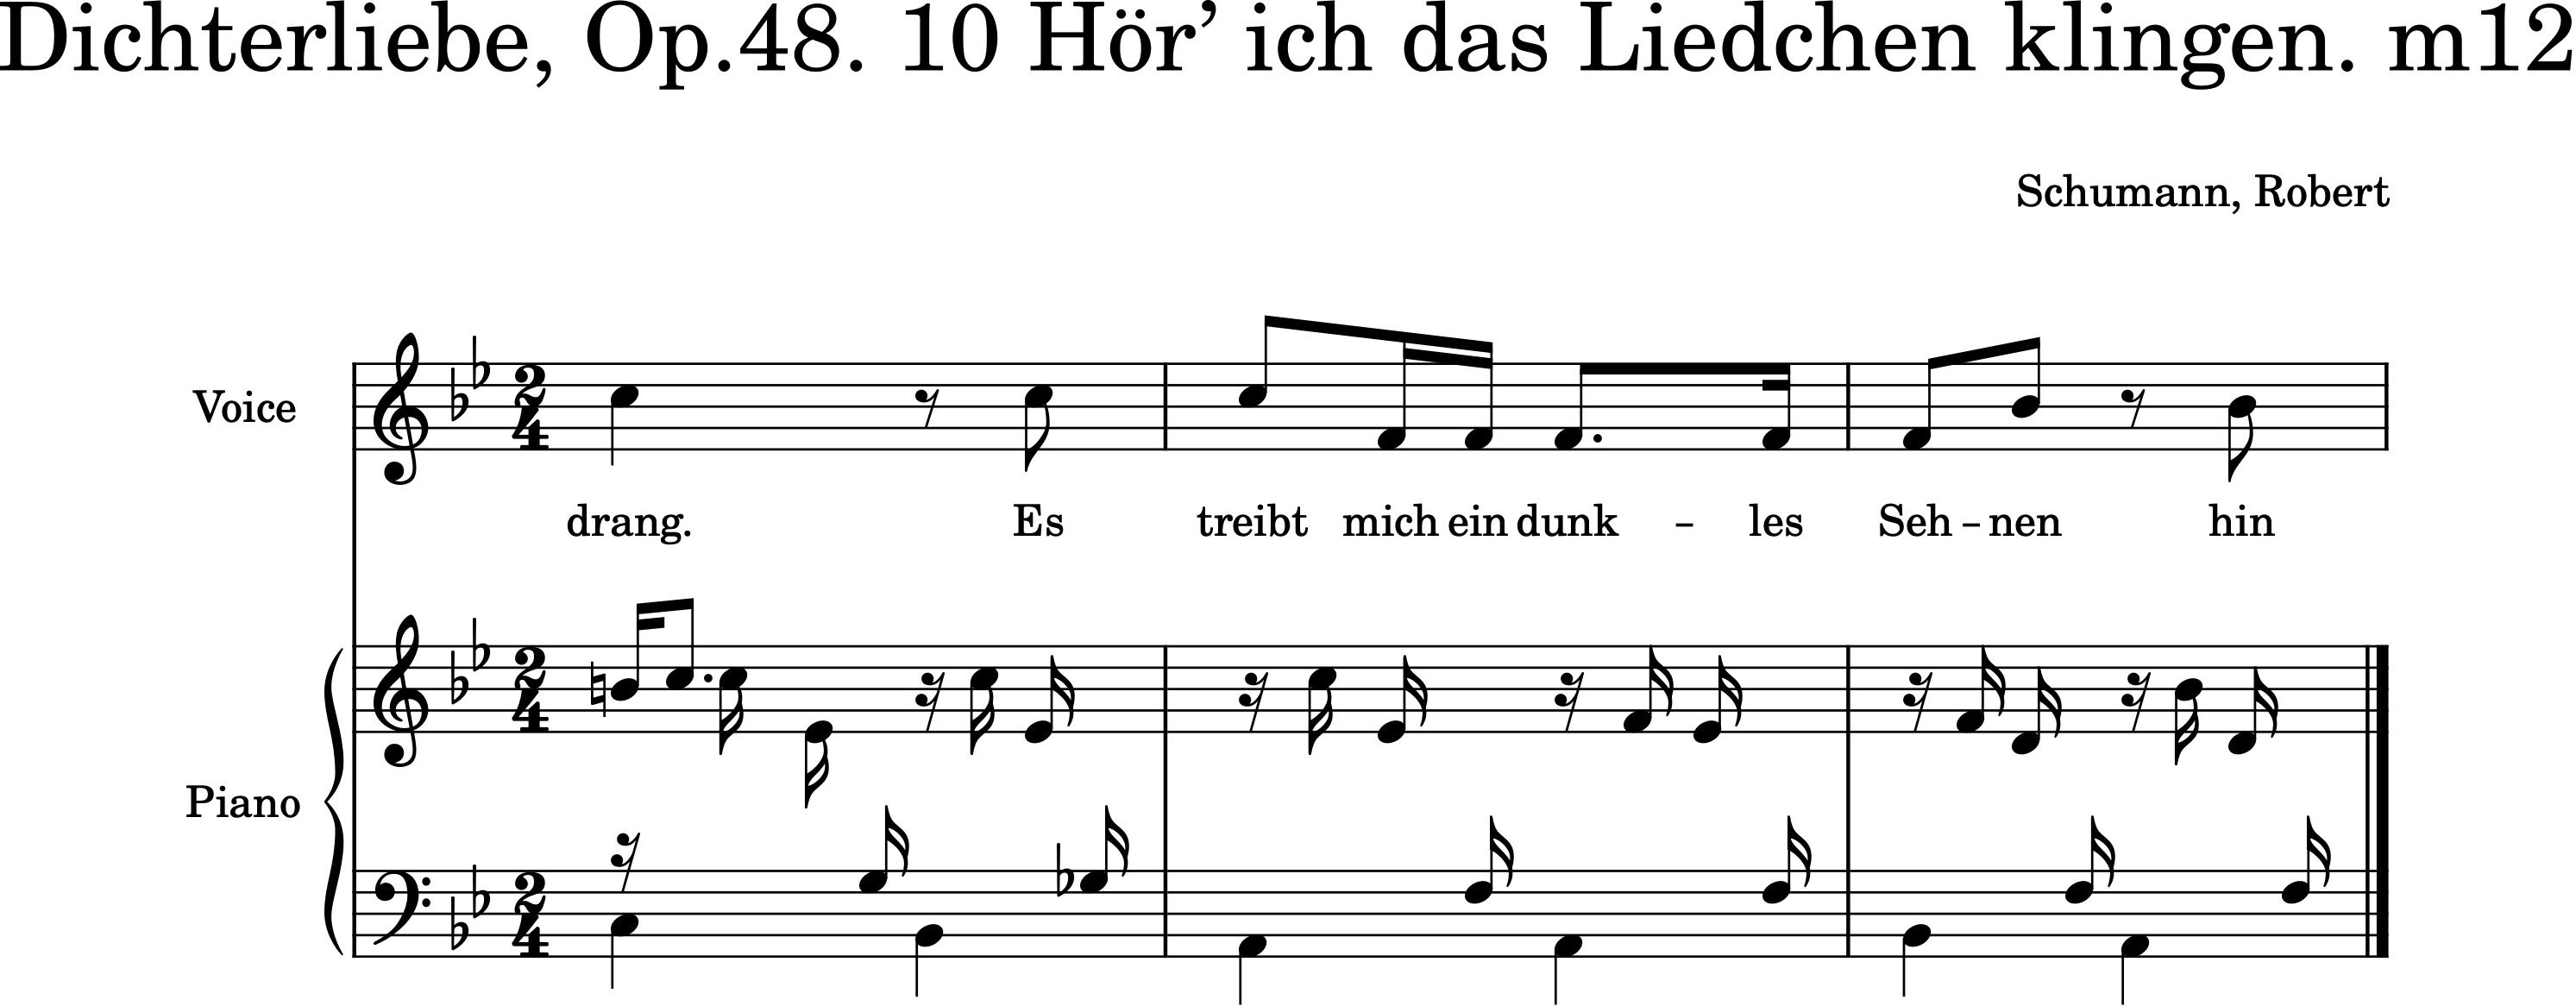 Dichterliebe, Op.48. 10 Hör’ ich das Liedchen klingen. m12
Schumann, Robert
Voice
drang. Es treibt mich ein dunk – les Seh – nen hin
Piano